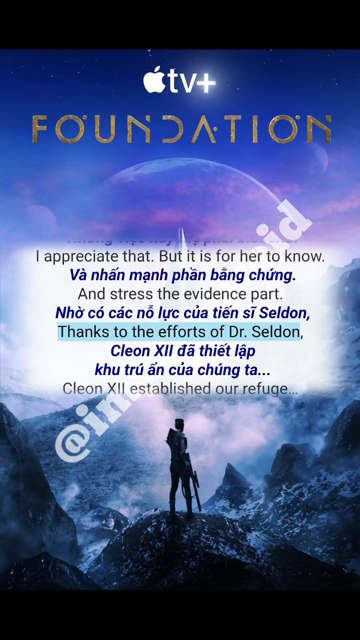 tv+
FOUNDATION
I appreciate that. But it is for her to know.
Và nhấn mạnh phần bằng chứng.
And stress the evidence part.
Nhờ có các nỗ lực của tiến sĩ Seldon,
Thanks to the efforts of Dr. Seldon,
Cleon XII đã thiết lập
khu trú ẩn của chúng ta...
Cleon XII established our refuge...